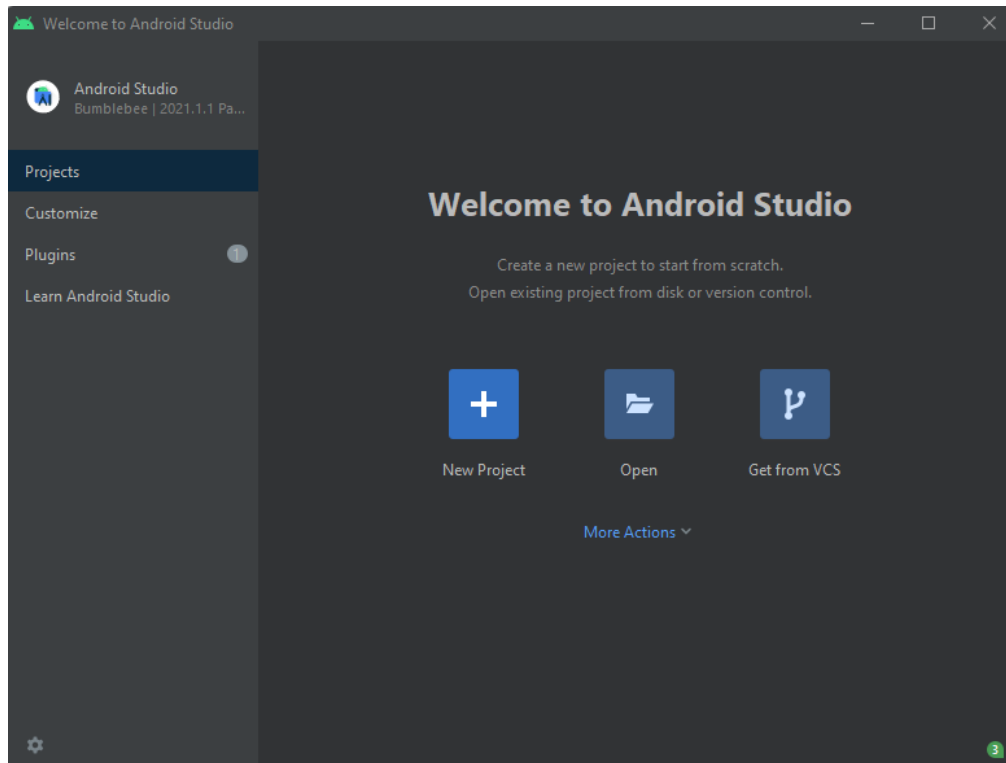 Welcome to Android Studio
Android Studio
Bumblebee | 2021.1.1 Pa...
Projects
Customize
Plugins
1
Learn Android Studio
Welcome to Android Studio
Create a new project to start from scratch.
Open existing project from disk or version control.
New Project
Open
Get from VCS
More Actions
3